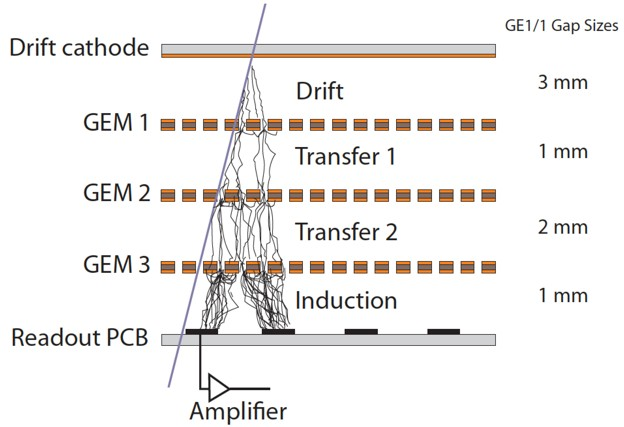 GE1/1 Gap Sizes
Drift cathode
Drift
3 mm
GEM 1
Transfer 1
1 mm
GEM 2
Transfer 2
2 mm
GEM 3
Induction
1 mm
Readout PCB
Amplifier